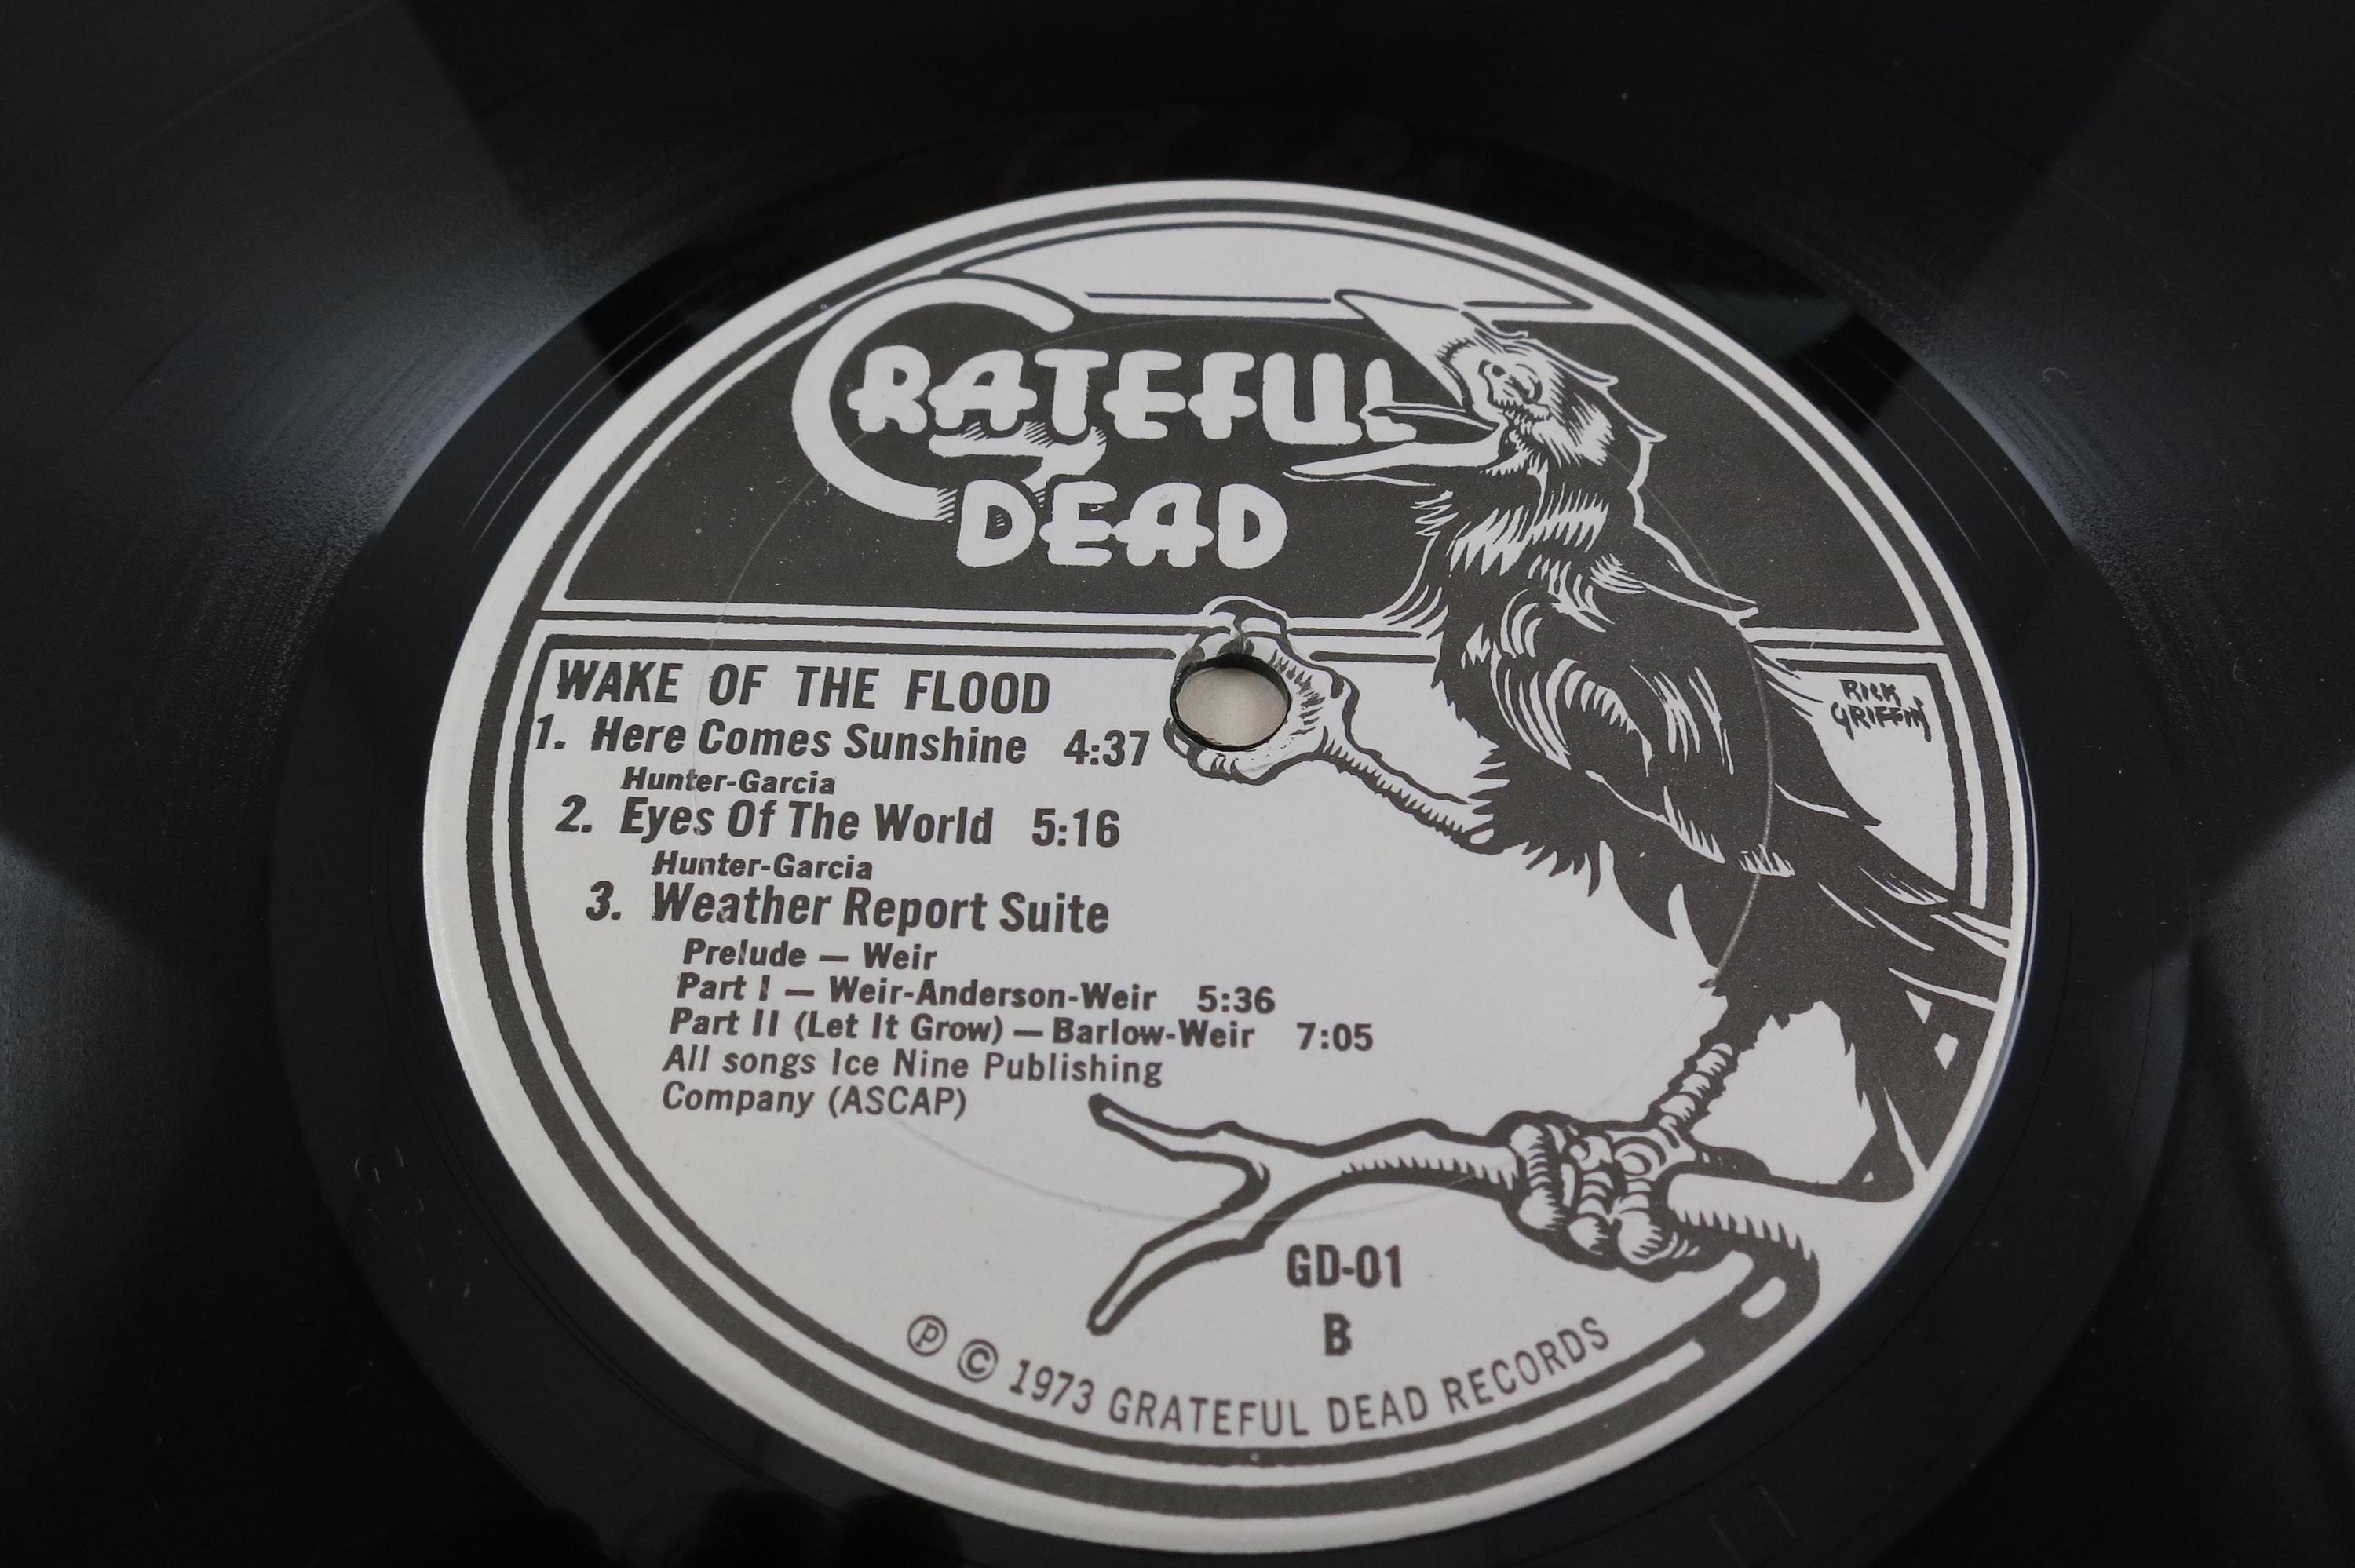 GRATEFUL
DEAD
RICK
GRIFFIN
WAKE OF THE FLOOD
1. Here Comes Sunshine 4:37
Hunter-Garcia
2. Eyes Of The World 5:16
Hunter-Garcia
3. Weather Report Suite
Prelude — Weir
Part I — Weir-Anderson-Weir 5:36
Part II (Let It Grow) — Barlow-Weir 7:05
All songs Ice Nine Publishing
Company (ASCAP)
GD-01
B
Ⓟ © 1973 GRATEFUL DEAD RECORDS